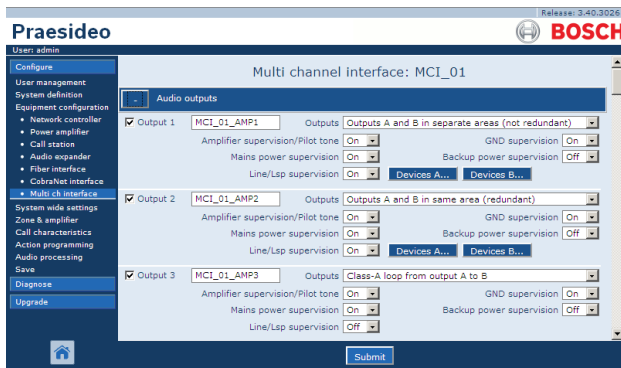 Release: 3.40.3026
Praesideo
BOSCH
User: admin
Configure
User management
System definition
Equipment configuration
• Network controller
• Power amplifier
• Call station
• Audio expander
• Fiber interface
• CobraNet interface
• Multi ch interface
System wide settings
Zone & amplifier
Call characteristics
Action programming
Audio processing
Save
Diagnose
Upgrade
Multi channel interface: MCI_01
- Audio outputs
Output 1 MCI_01_AMP1 Outputs Outputs A and B in separate areas (not redundant)
Amplifier supervision/Pilot tone On GND supervision On
Mains power supervision On Backup power supervision Off
Line/Lsp supervision On Devices A... Devices B...
Output 2 MCI_01_AMP2 Outputs Outputs A and B in same area (redundant)
Amplifier supervision/Pilot tone On GND supervision On
Mains power supervision On Backup power supervision Off
Line/Lsp supervision On Devices A... Devices B...
Output 3 MCI_01_AMP3 Outputs Class-A loop from output A to B
Amplifier supervision/Pilot tone On GND supervision On
Mains power supervision On Backup power supervision Off
Line/Lsp supervision Off
Submit